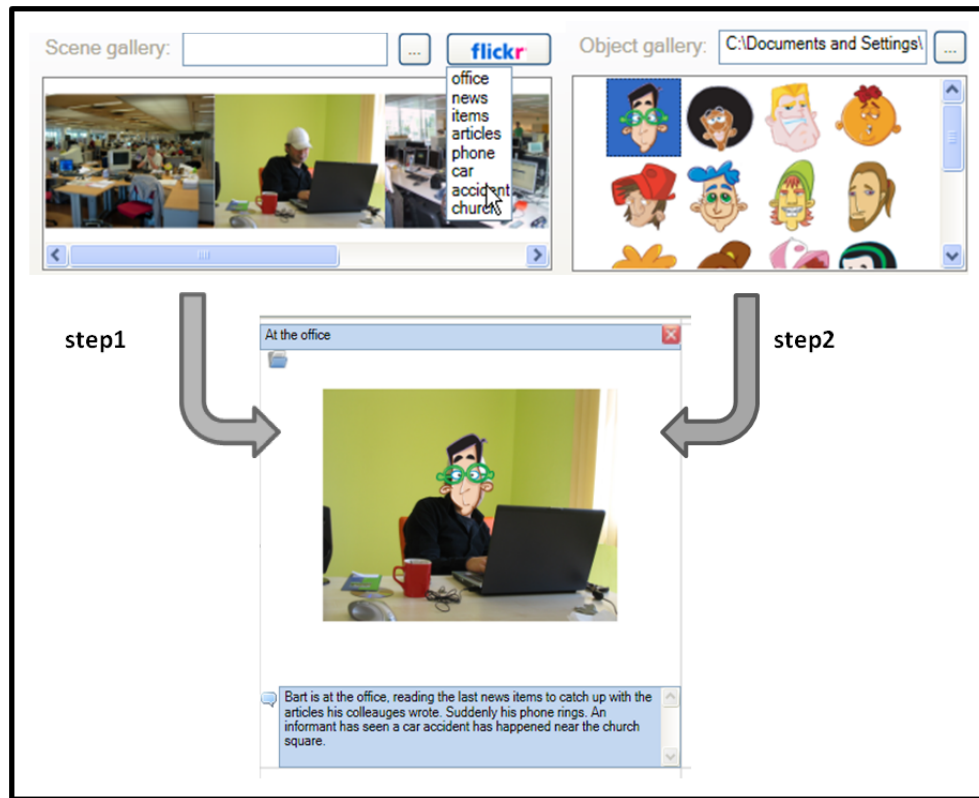 Scene gallery:
...
flickr
Object gallery:
C:\Documents and Settings\
...
office
news
items
articles
phone
car
accident
church
step1
step2
At the office
Bart is at the office, reading the last news items to catch up with the
articles his colleauges wrote. Suddenly his phone rings. An
informant has seen a car accident has happened near the church
square.